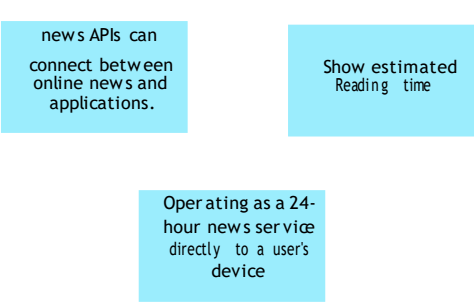 news APIs can
connect between
online news and
applications.
Show estimated
Reading time
Operating as a 24-
hour news service
directly to a user's
device